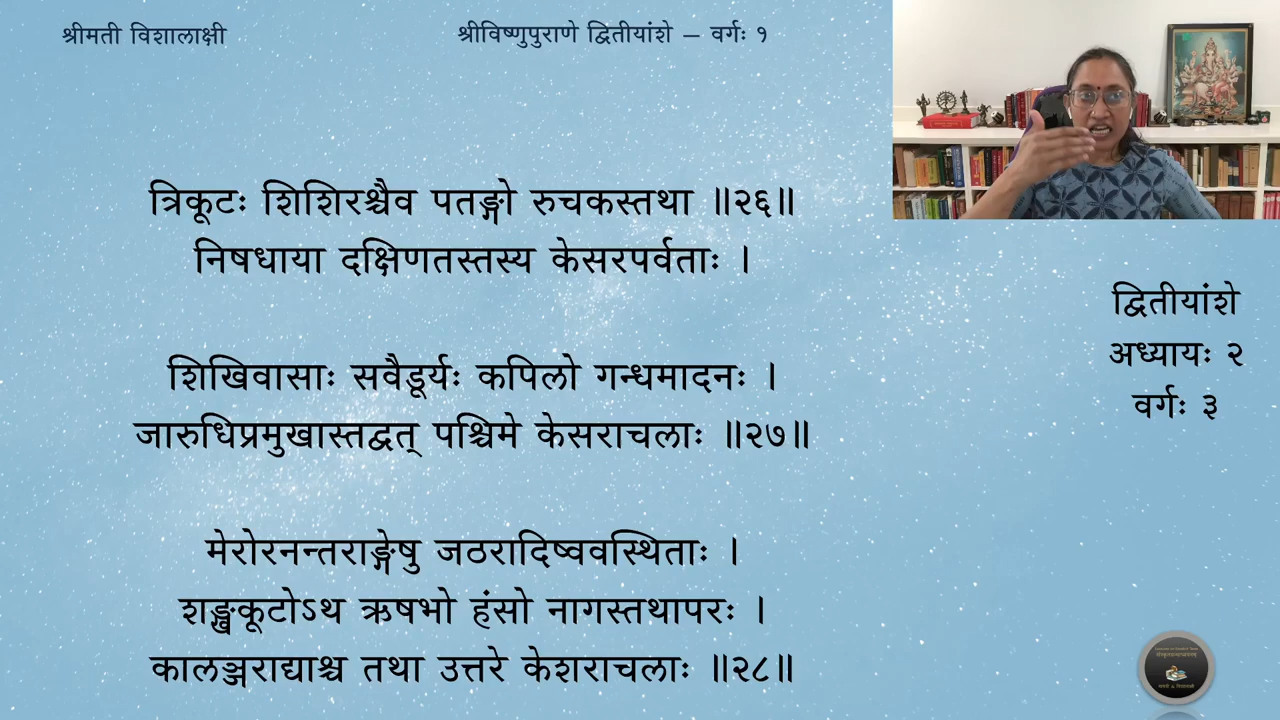 श्रीमती विशालाक्षी
श्रीविष्णुपुराणे द्वितीयांशे – वर्गः १
त्रिकूटः शिशिरश्चैव पतङ्गो रुचकस्तथा ॥२६॥
निषधाया दक्षिणतस्तस्य केसरपर्वताः ।
शिखिवासाः सवैडूर्यः कपिलो गन्धमादनः ।
जारुधिप्रमुखास्तद्वत् पश्चिमे केसराचलाः ॥२७॥
मेरोरनन्तराङ्गेषु जठरादिष्ववस्थिताः ।
शङ्खकूटोऽथ ऋषभो हंसो नागस्तथापरः ।
कालञ्जराद्याश्च तथा उत्तरे केशराचलाः ॥२८॥
द्वितीयांशे
अध्यायः २
वर्गः ३